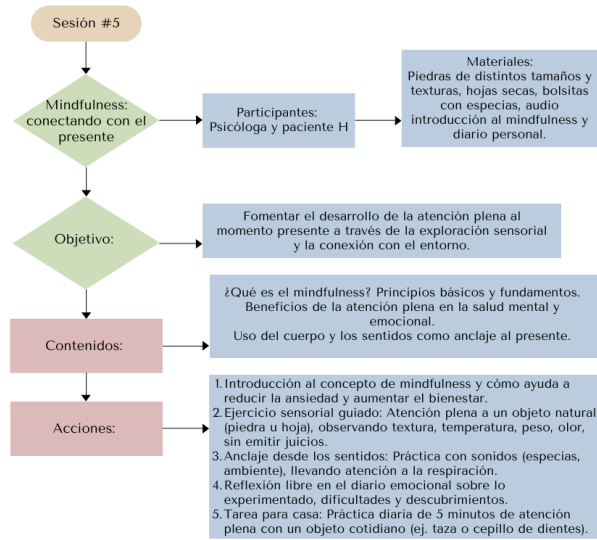 Sesión #5
Mindfulness:
conectando con el
presente
Participantes:
Psicóloga y paciente H
Materiales:
Piedras de distintos tamaños y
texturas, hojas secas, bolsitas
con especias, audio
introducción al mindfulness y
diario personal.
Objetivo:
Fomentar el desarrollo de la atención plena al
momento presente a través de la exploración sensorial
y la conexión con el entorno.
Contenidos:
¿Qué es el mindfulness? Principios básicos y fundamentos.
Beneficios de la atención plena en la salud mental y
emocional.
Uso del cuerpo y los sentidos como anclaje al presente.
Acciones:
1. Introducción al concepto de mindfulness y cómo ayuda a
reducir la ansiedad y aumentar el bienestar.
2. Ejercicio sensorial guiado: Atención plena a un objeto natural
(piedra u hoja), observando textura, temperatura, peso, olor,
sin emitir juicios.
3. Anclaje desde los sentidos: Práctica con sonidos (especias,
ambiente), llevando atención a la respiración.
4. Reflexión libre en el diario emocional sobre lo
experimentado, dificultades y descubrimientos.
5. Tarea para casa: Práctica diaria de 5 minutos de atención
plena con un objeto cotidiano (ej. taza o cepillo de dientes).